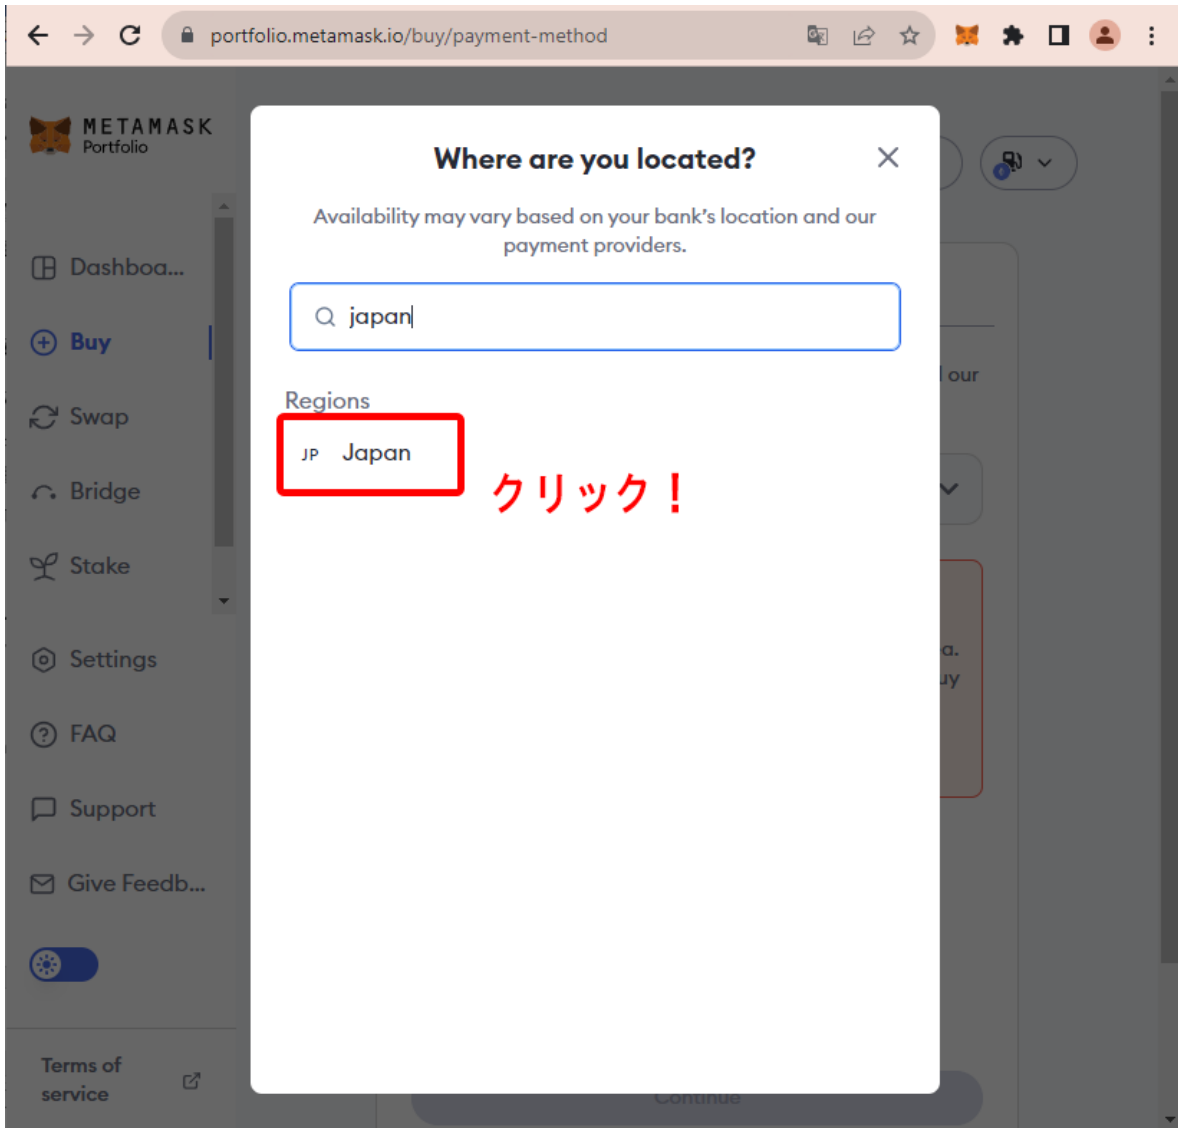 portfolio.metamask.io/buy/payment-method
METAMASK
Portfolio
Dashboa...
Buy
Swap
Bridge
Stake
Settings
FAQ
Support
Give Feedb...
Terms of
service
Where are you located?
Availability may vary based on your bank's location and our
payment providers.
japan
Regions
JP Japan
クリック！
our
a.
uy
Continue